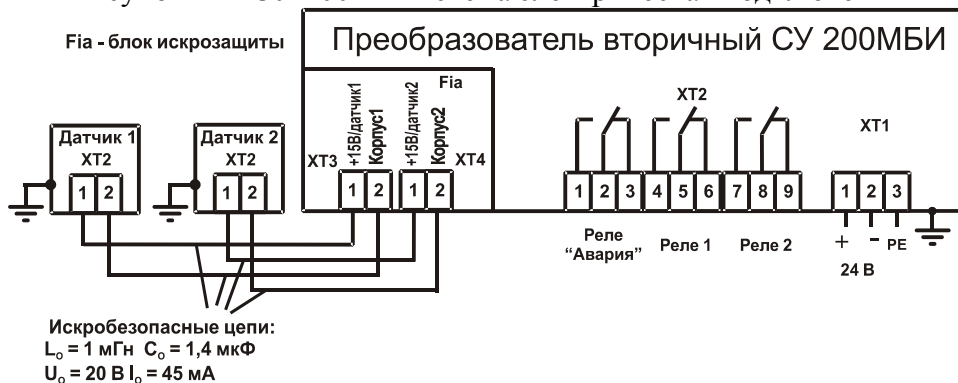 Fia - блок искрозащиты
Преобразователь вторичный СУ 200МБИ
Fia
+15В/датчик1
Корпус1
+15В/датчик2
Корпус2
XT3
XT4
1 2
1 2
Датчик 1
XT2
1 2
Датчик 2
XT2
1 2
XT2
1 2 3 4 5 6 7 8 9
Реле "Авария"
Реле 1
Реле 2
XT1
1 2 3
+ - PE
24 В
Искробезопасные цепи:
Lₒ = 1 мГн Cₒ = 1,4 мкФ
Uₒ = 20 В Iₒ = 45 мА